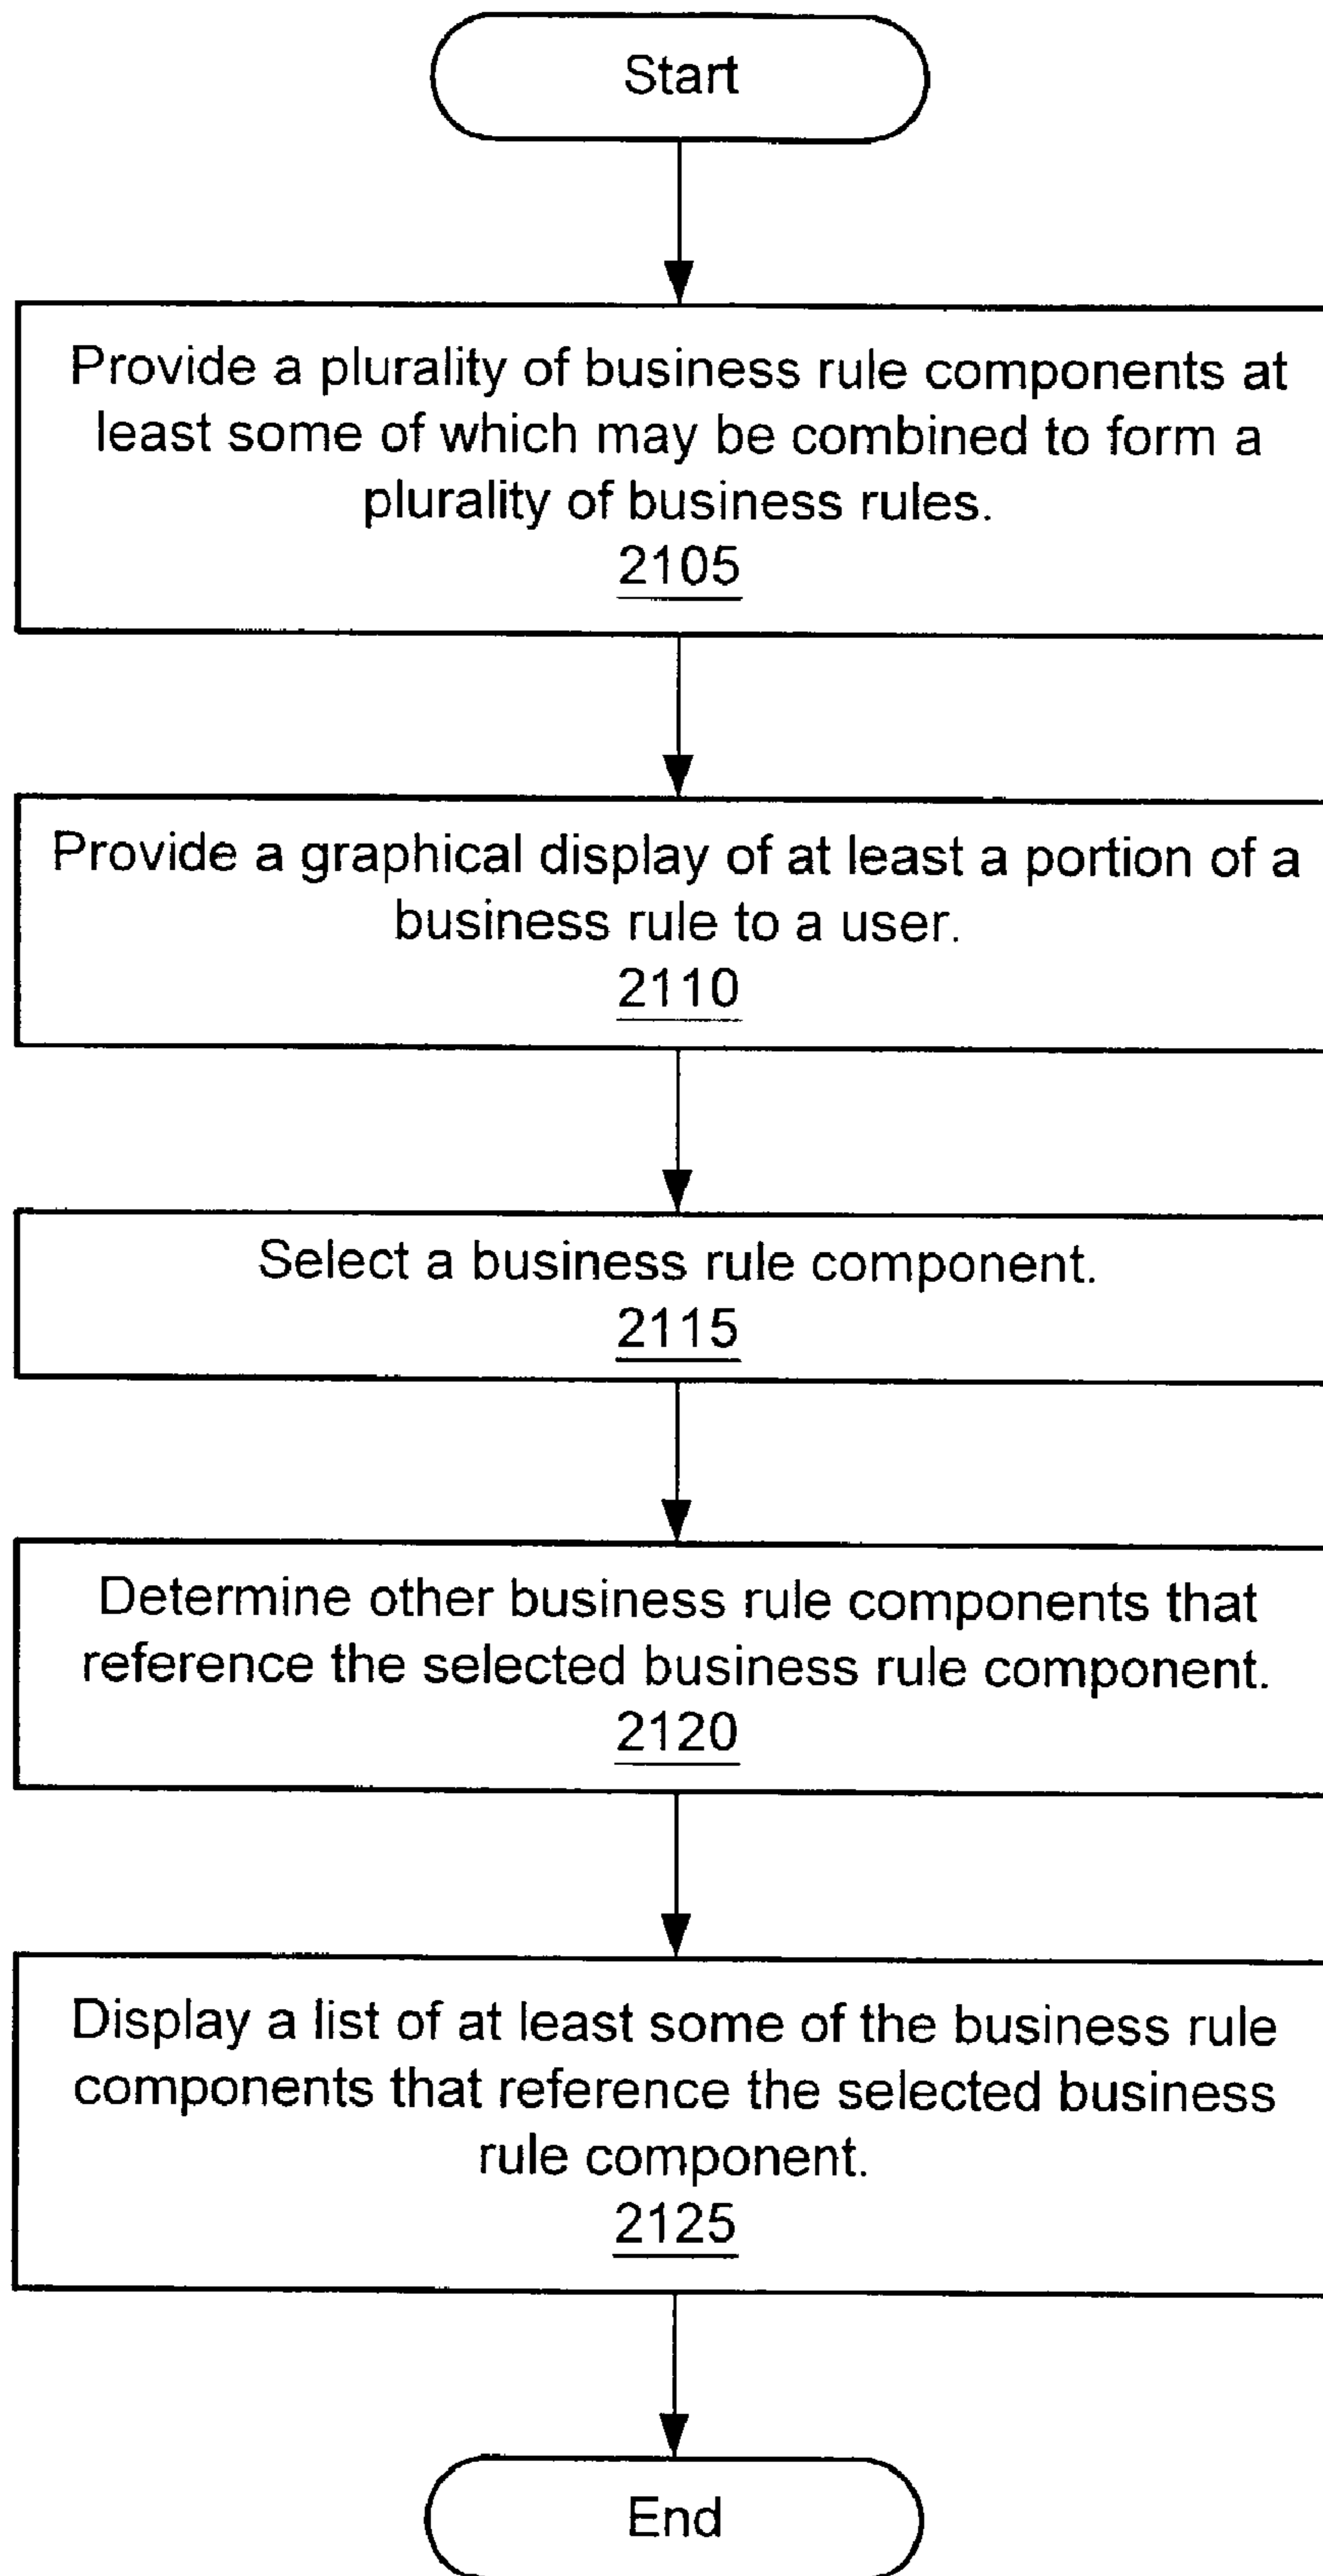 Start
Provide a plurality of business rule components at
least some of which may be combined to form a
plurality of business rules.
2105
Provide a graphical display of at least a portion of a
business rule to a user.
2110
Select a business rule component.
2115
Determine other business rule components that
reference the selected business rule component.
2120
Display a list of at least some of the business rule
components that reference the selected business
rule component.
2125
End